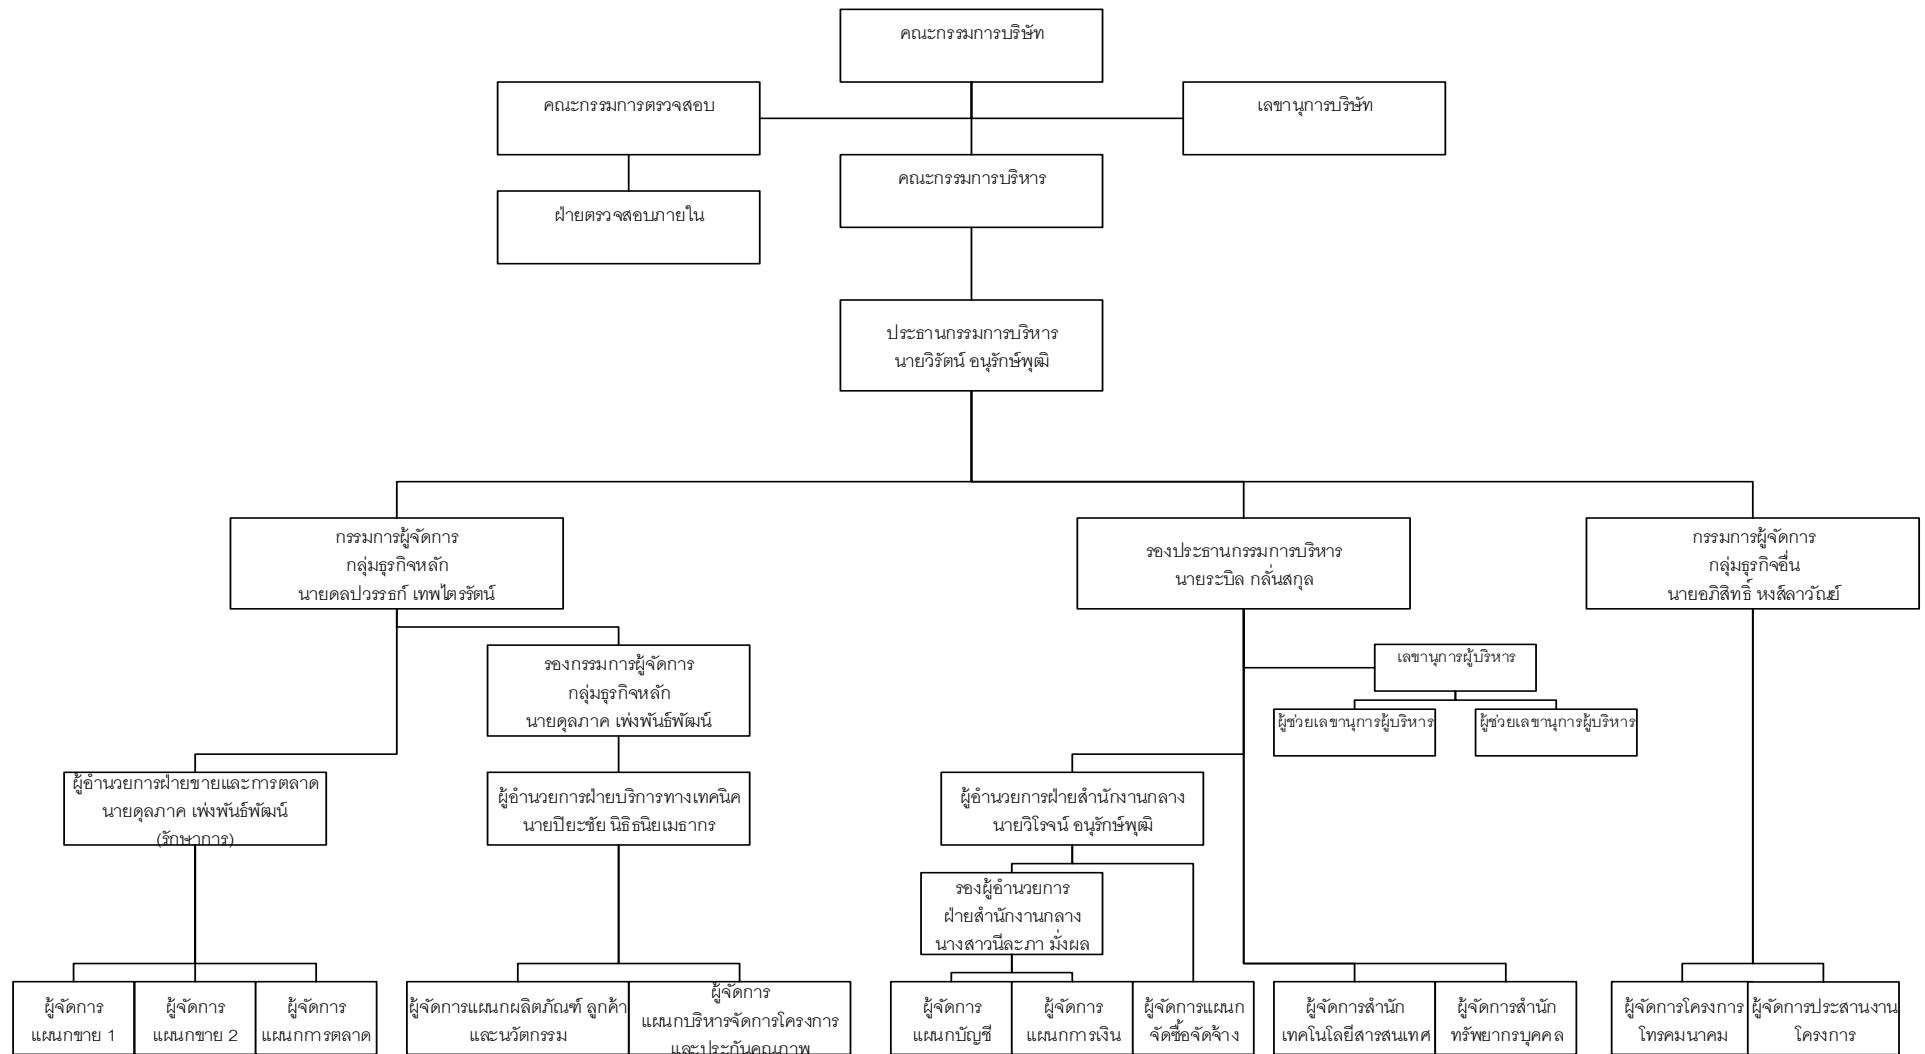 คณะกรรมการบริษัท
คณะกรรมการตรวจสอบ
เลขานุการบริษัท
คณะกรรมการบริหาร
ฝ่ายตรวจสอบภายใน
ประธานกรรมการบริหาร
นายวิรัตน์ อนุรักษ์พุฒิ
กรรมการผู้จัดการ
กลุ่มธุรกิจหลัก
นายดลปวรรธก์ เทพไตรรัตน์
รองประธานกรรมการบริหาร
นายระบิล กลั่นสกุล
กรรมการผู้จัดการ
กลุ่มธุรกิจอื่น
นายอภิสิทธิ์ หงส์ลาวัณย์
รองกรรมการผู้จัดการ
กลุ่มธุรกิจหลัก
นายดุลภาค เพ่งพันธ์พัฒน์
เลขานุการผู้บริหาร
ผู้ช่วยเลขานุการผู้บริหาร
ผู้ช่วยเลขานุการผู้บริหาร
ผู้อำนวยการฝ่ายขายและการตลาด
นายดุลภาค เพ่งพันธ์พัฒน์
(รักษาการ)
ผู้อำนวยการฝ่ายบริการทางเทคนิค
นายปิยะชัย นิธิธนิยเมธากร
ผู้อำนวยการฝ่ายสำนักงานกลาง
นายวิโรจน์ อนุรักษ์พุฒิ
รองผู้อำนวยการ
ฝ่ายสำนักงานกลาง
นางสาวนีละภา มั่งผล
ผู้จัดการ
แผนกขาย 1
ผู้จัดการ
แผนกขาย 2
ผู้จัดการ
แผนกการตลาด
ผู้จัดการแผนกผลิตภัณฑ์ ลูกค้า
และนวัตกรรม
ผู้จัดการ
แผนกบริหารจัดการโครงการ
และประกันคุณภาพ
ผู้จัดการ
แผนกบัญชี
ผู้จัดการ
แผนกการเงิน
ผู้จัดการแผนก
จัดซื้อจัดจ้าง
ผู้จัดการสำนัก
เทคโนโลยีสารสนเทศ
ผู้จัดการสำนัก
ทรัพยากรบุคคล
ผู้จัดการโครงการ
โทรคมนาคม
ผู้จัดการประสานงาน
โครงการ